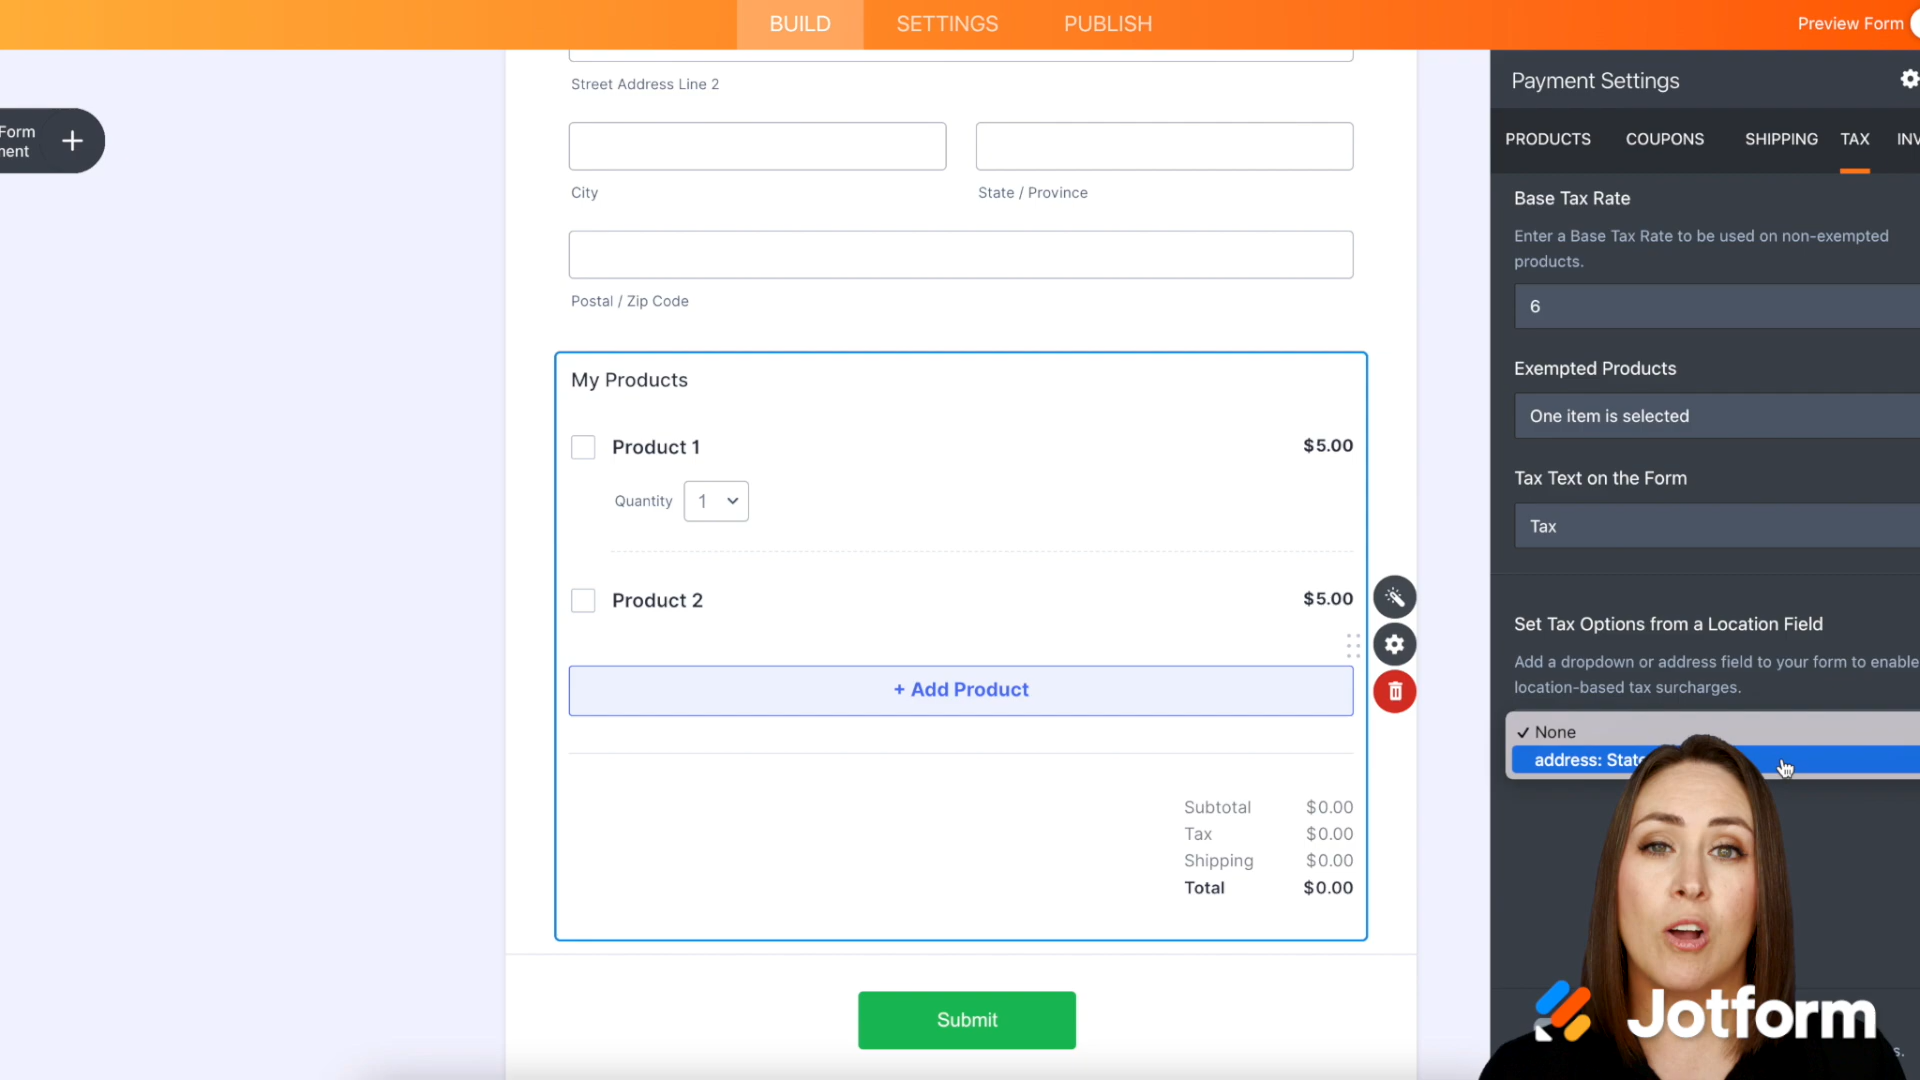 BUILD
SETTINGS
PUBLISH
Preview Form
Form
Street Address Line 2
City
State / Province
Postal / Zip Code
My Products
Product 1
$5.00
Quantity
1
Product 2
$5.00
+ Add Product
Subtotal $0.00
Tax $0.00
Shipping $0.00
Total $0.00
Submit
Payment Settings
PRODUCTS
COUPONS
SHIPPING
TAX
Base Tax Rate
Enter a Base Tax Rate to be used on non-exempted
products.
6
Exempted Products
One item is selected
Tax Text on the Form
Tax
Set Tax Options from a Location Field
Add a dropdown or address field to your form to enable
location-based tax surcharges.
✓ None
address: State
Jotform